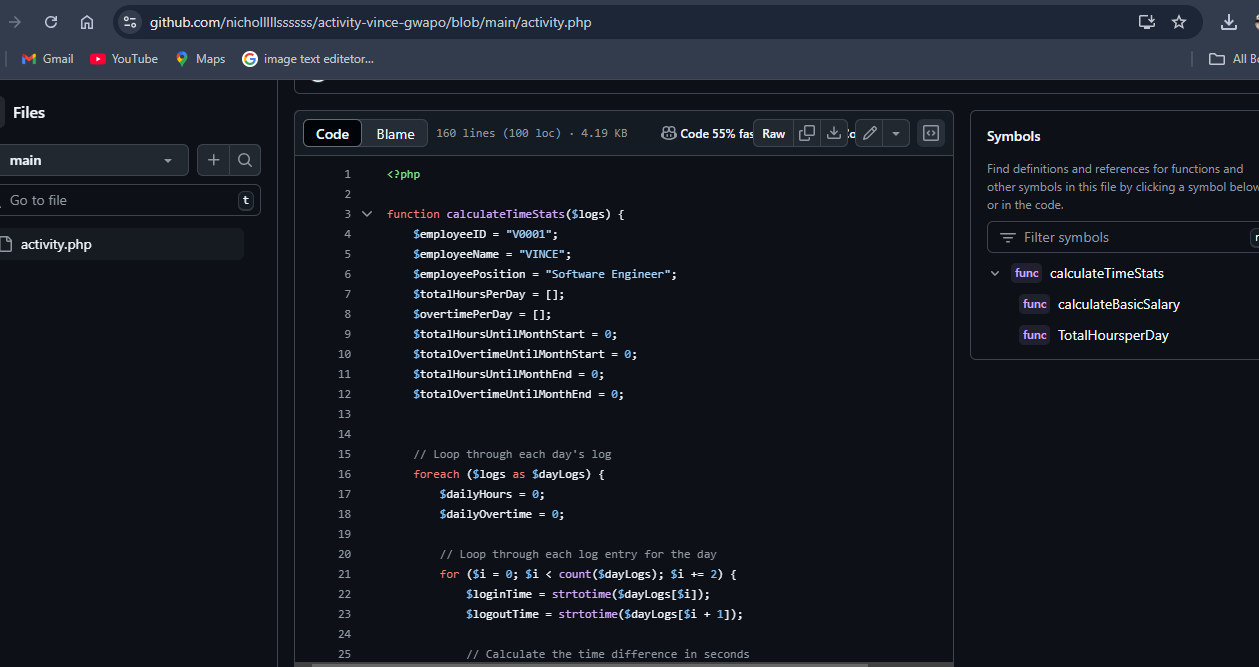 github.com/nicholllllssssss/activity-vince-gwapo/blob/main/activity.php
Gmail YouTube Maps image text editetor... All Bo
Files
main
Go to file t
activity.php
Code Blame 160 lines (100 loc) · 4.19 KB Code 55% fas Raw
1 <?php
2
3 function calculateTimeStats($logs) {
4 $employeeID = "V0001";
5 $employeeName = "VINCE";
6 $employeePosition = "Software Engineer";
7 $totalHoursPerDay = [];
8 $overtimePerDay = [];
9 $totalHoursUntilMonthStart = 0;
10 $totalOvertimeUntilMonthStart = 0;
11 $totalHoursUntilMonthEnd = 0;
12 $totalOvertimeUntilMonthEnd = 0;
13
14
15 // Loop through each day's log
16 foreach ($logs as $dayLogs) {
17 $dailyHours = 0;
18 $dailyOvertime = 0;
19
20 // Loop through each log entry for the day
21 for ($i = 0; $i < count($dayLogs); $i += 2) {
22 $loginTime = strtotime($dayLogs[$i]);
23 $logoutTime = strtotime($dayLogs[$i + 1]);
24
25 // Calculate the time difference in seconds
Symbols
Find definitions and references for functions and
other symbols in this file by clicking a symbol below
or in the code.
Filter symbols
func calculateTimeStats
func calculateBasicSalary
func TotalHoursperDay